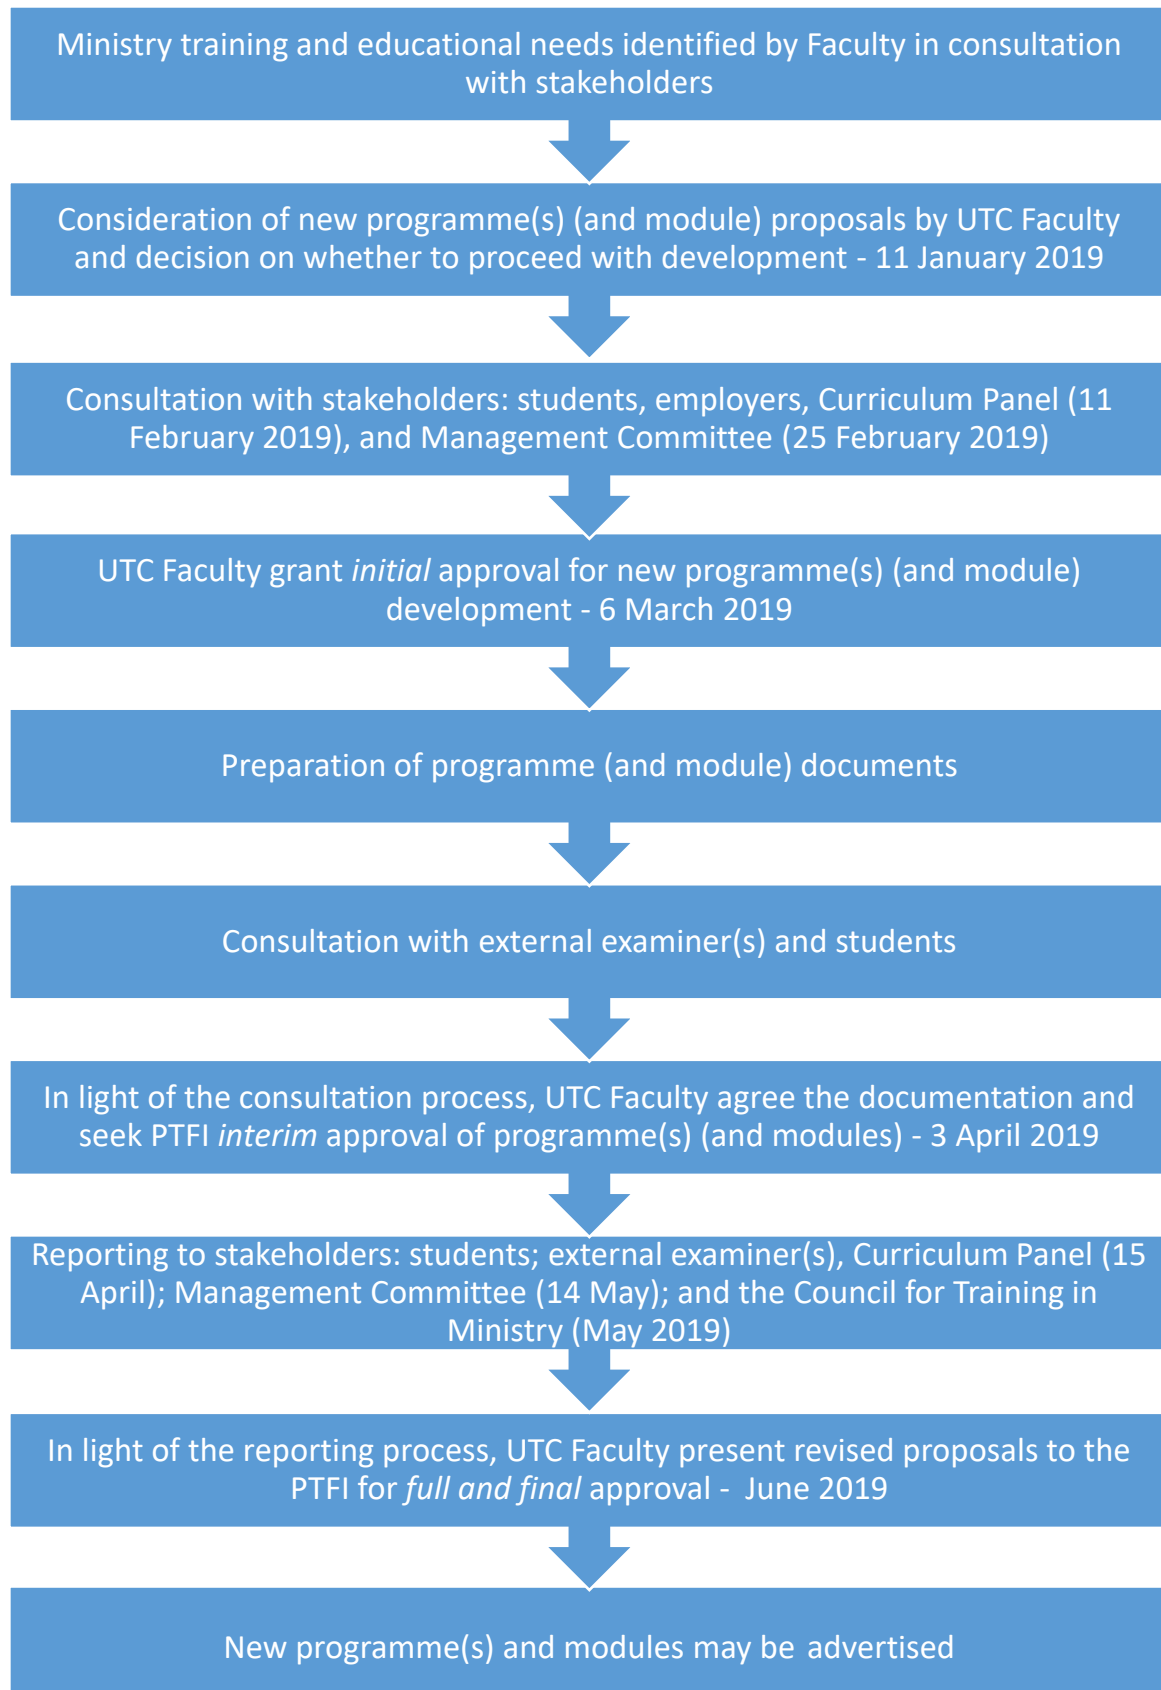 Ministry training and educational needs identified by Faculty in consultation
with stakeholders
Consideration of new programme(s) (and module) proposals by UTC Faculty
and decision on whether to proceed with development - 11 January 2019
Consultation with stakeholders: students, employers, Curriculum Panel (11
February 2019), and Management Committee (25 February 2019)
UTC Faculty grant initial approval for new programme(s) (and module)
development - 6 March 2019
Preparation of programme (and module) documents
Consultation with external examiner(s) and students
In light of the consultation process, UTC Faculty agree the documentation and
seek PTFI interim approval of programme(s) (and modules) - 3 April 2019
Reporting to stakeholders: students; external examiner(s), Curriculum Panel (15
April); Management Committee (14 May); and the Council for Training in
Ministry (May 2019)
In light of the reporting process, UTC Faculty present revised proposals to the
PTFI for full and final approval - June 2019
New programme(s) and modules may be advertised